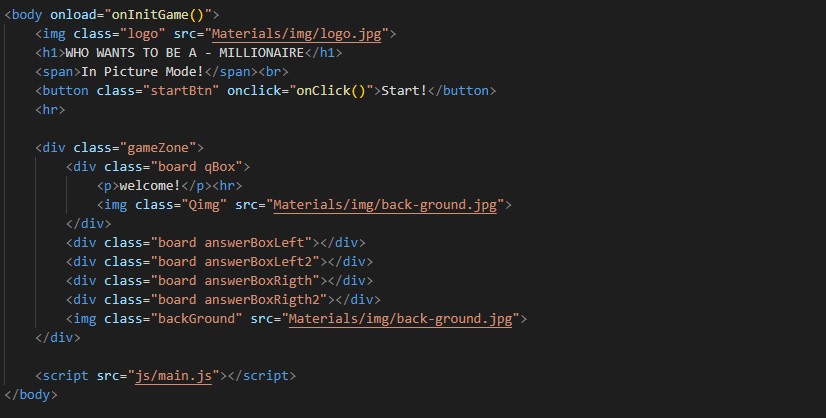 <body onload="onInitGame()">
<img class="logo" src="Materials/img/logo.jpg">
<h1>WHO WANTS TO BE A - MILLIONAIRE</h1>
<span>In Picture Mode!</span><br>
<button class="startBtn" onclick="onClick()">Start!</button>
<hr>
<div class="gameZone">
<div class="board qBox">
<p>welcome!</p><hr>
<img class="Qimg" src="Materials/img/back-ground.jpg">
</div>
<div class="board answerBoxLeft"></div>
<div class="board answerBoxLeft2"></div>
<div class="board answerBoxRigth"></div>
<div class="board answerBoxRigth2"></div>
<img class="backGround" src="Materials/img/back-ground.jpg">
</div>
<script src="js/main.js"></script>
</body>